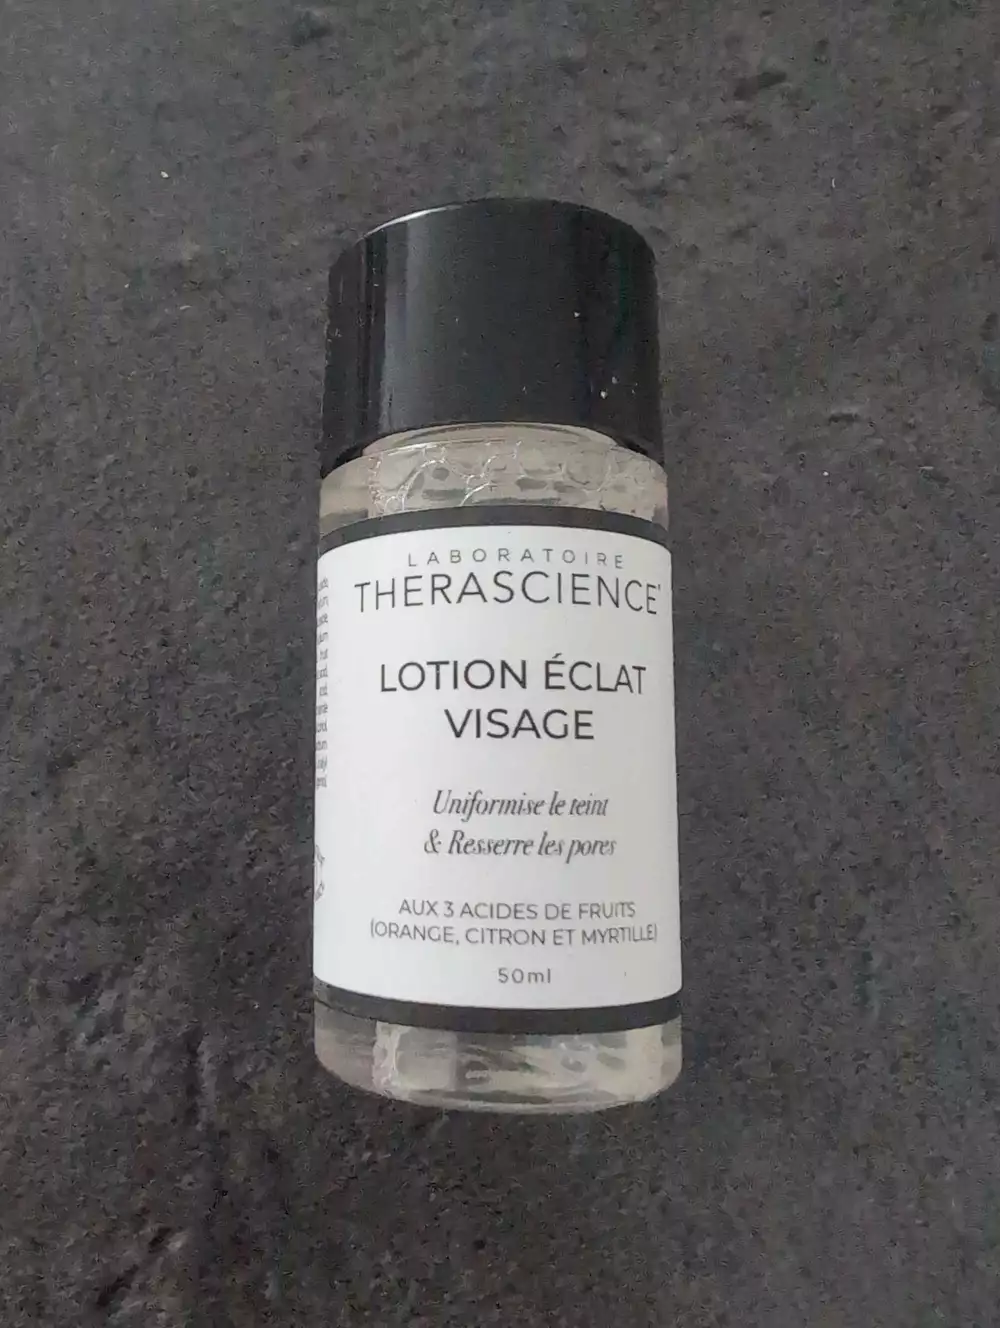 LABORATOIRE
THERASCIENCE
LOTION ÉCLAT
VISAGE
Uniformise le teint
& Resserre les pores
AUX 3 ACIDES DE FRUITS
(ORANGE, CITRON ET MYRTILLE)
50ml